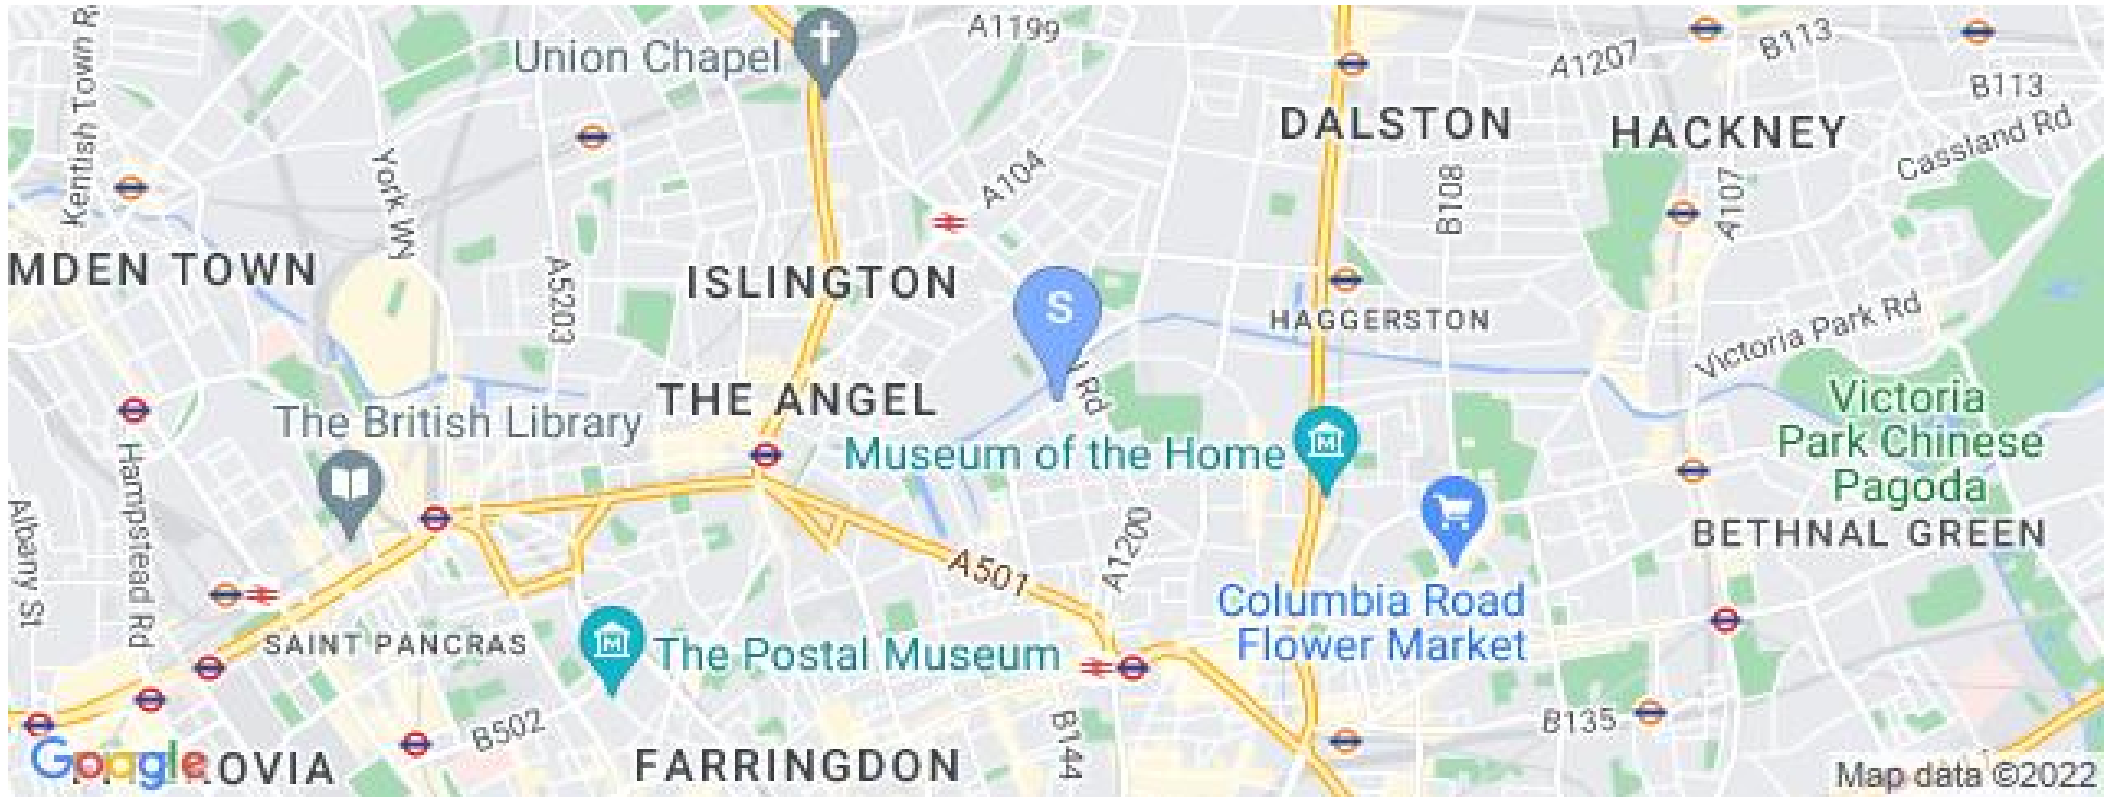 Kentish Town R
Union Chapel
A1199
A1207
B113
B113
DALSTON
HACKNEY
Cassland Rd
York Wy
A104
B108
A107
MDEN TOWN
A5203
ISLINGTON
S
HAGGERSTON
Victoria Park Rd
Rd
THE ANGEL
The British Library
Museum of the Home
Victoria
Park Chinese
Pagoda
BETHNAL GREEN
Hampstead Rd
Albany St
A501
A1200
Columbia Road
Flower Market
SAINT PANCRAS
The Postal Museum
B502
B144
B135
Google
OVIA
FARRINGDON
Map data ©2022